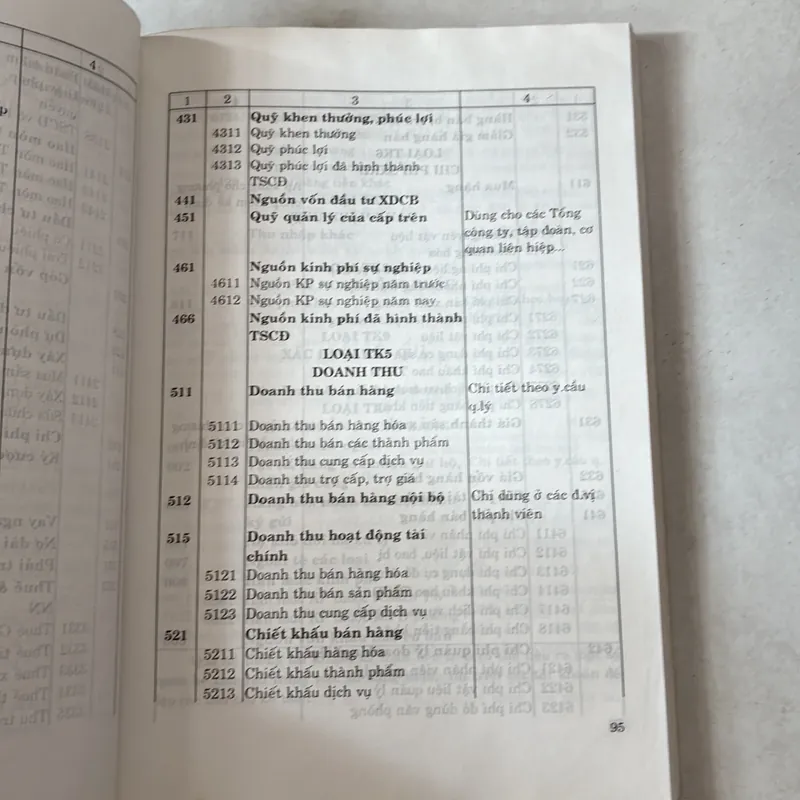 1 2 3 4
431 Quỹ khen thưởng, phúc lợi
4311 Quỹ khen thưởng
4312 Quỹ phúc lợi
4313 Quỹ phúc lợi đã hình thành
TSCĐ
441 Nguồn vốn đầu tư XDCB
451 Quỹ quản lý của cấp trên Dùng cho các Tổng
công ty, tập đoàn, cơ
quan liên hiệp...
461 Nguồn kinh phí sự nghiệp
4611 Nguồn KP sự nghiệp năm trước
4612 Nguồn KP sự nghiệp năm nay
466 Nguồn kinh phí đã hình thành
TSCĐ
LOẠI TK5
DOANH THU
511 Doanh thu bán hàng Chi tiết theo y.cầu
q.lý
5111 Doanh thu bán hàng hóa
5112 Doanh thu bán các thành phẩm
5113 Doanh thu cung cấp dịch vụ
5114 Doanh thu trợ cấp, trợ giá
512 Doanh thu bán hàng nội bộ Chỉ dùng ở các đ.vị
thành viên
515 Doanh thu hoạt động tài
chính
5121 Doanh thu bán hàng hóa
5122 Doanh thu bán sản phẩm
5123 Doanh thu cung cấp dịch vụ
521 Chiết khấu bán hàng
5211 Chiết khấu hàng hóa
5212 Chiết khấu thành phẩm
5213 Chiết khấu dịch vụ
95